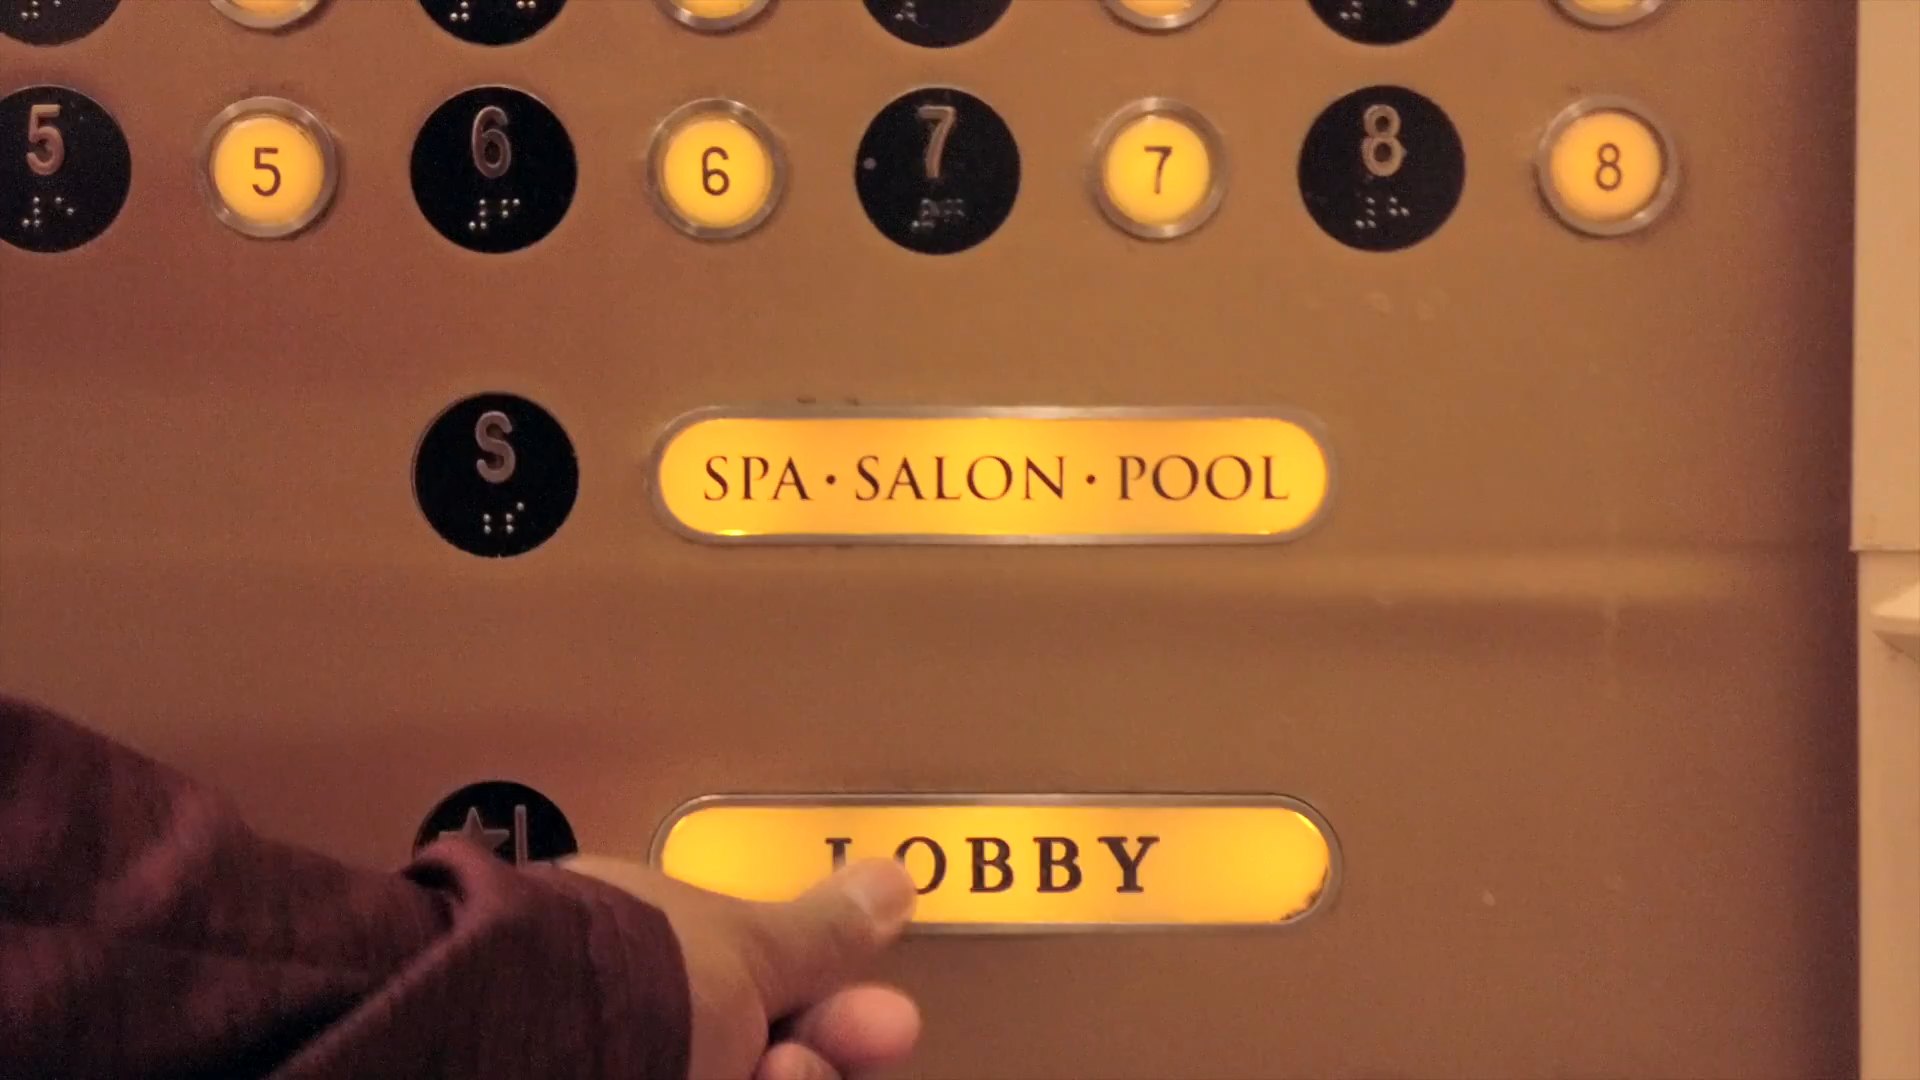 5 5 6 6 7 7 8 8
S SPA · SALON · POOL
★L LOBBY